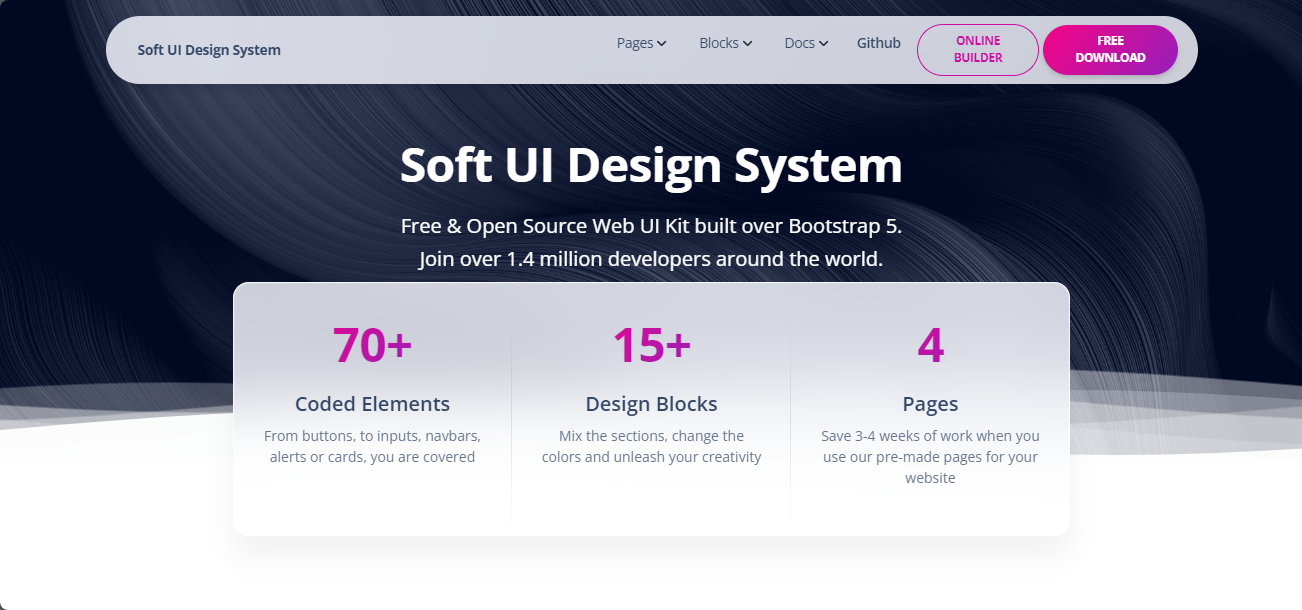 Soft UI Design System
Pages
Blocks
Docs
Github
ONLINE
BUILDER
FREE
DOWNLOAD
Soft UI Design System
Free & Open Source Web UI Kit built over Bootstrap 5.
Join over 1.4 million developers around the world.
70+
Coded Elements
From buttons, to inputs, navbars,
alerts or cards, you are covered
15+
Design Blocks
Mix the sections, change the
colors and unleash your creativity
4
Pages
Save 3-4 weeks of work when you
use our pre-made pages for your
website